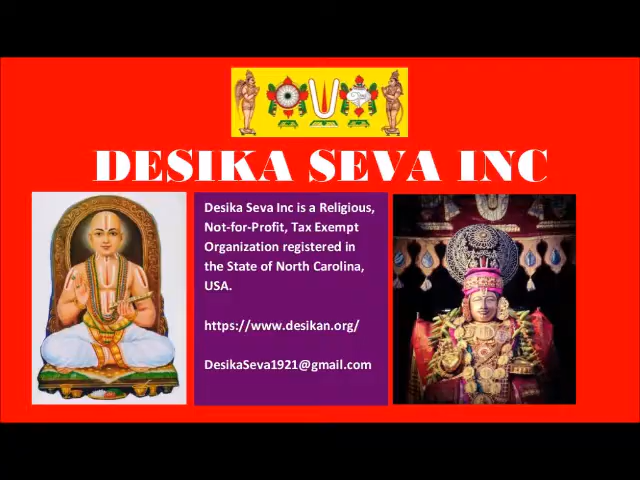 DESIKA SEVA INC
Desika Seva Inc is a Religious,
Not-for-Profit, Tax Exempt
Organization registered in
the State of North Carolina,
USA.
https://www.desikan.org/
DesikaSeva1921@gmail.com